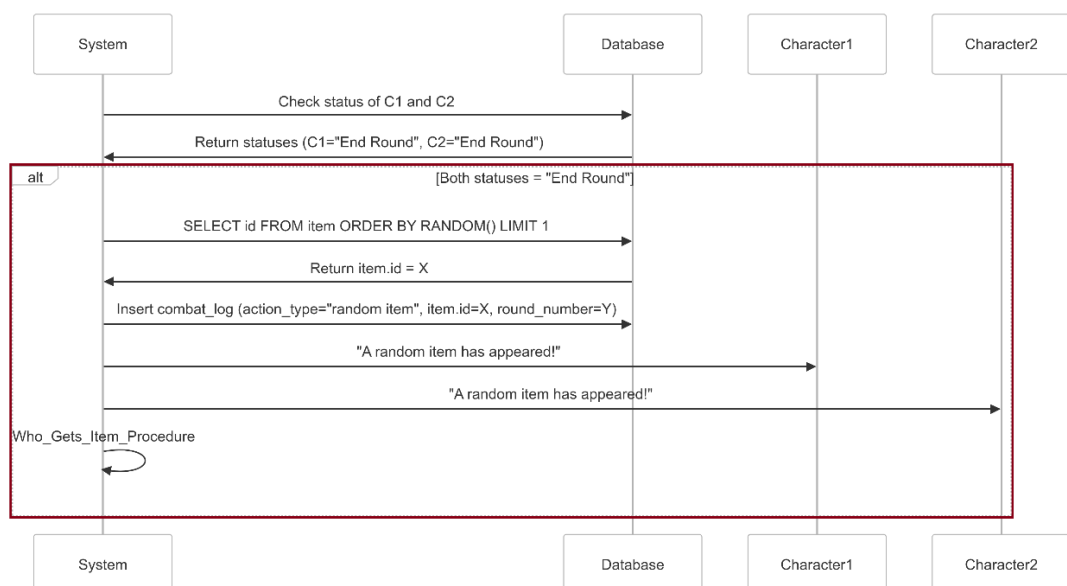 System
Database
Character1
Character2
Check status of C1 and C2
Return statuses (C1="End Round", C2="End Round")
alt
[Both statuses = "End Round"]
SELECT id FROM item ORDER BY RANDOM() LIMIT 1
Return item.id = X
Insert combat_log (action_type="random item", item.id=X, round_number=Y)
"A random item has appeared!"
"A random item has appeared!"
Who_Gets_Item_Procedure
System
Database
Character1
Character2